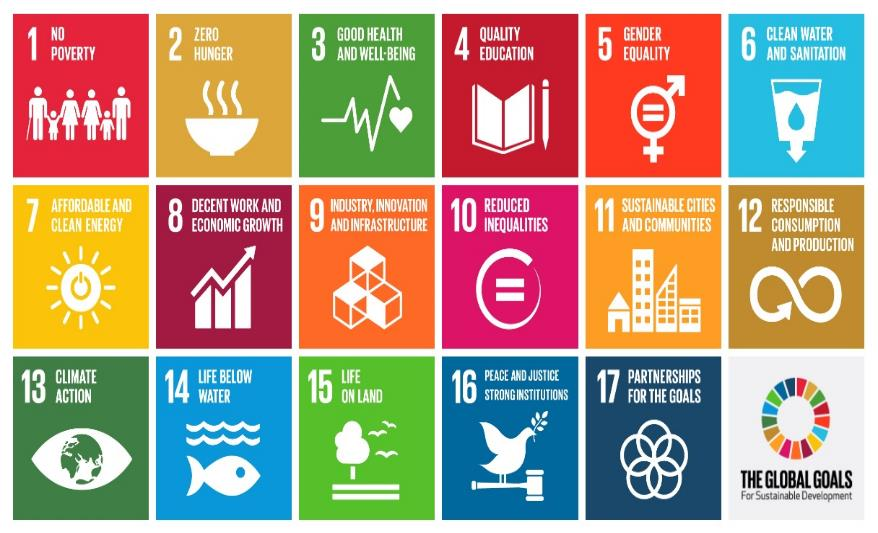 1 NO
POVERTY
2 ZERO
HUNGER
3 GOOD HEALTH
AND WELL-BEING
4 QUALITY
EDUCATION
5 GENDER
EQUALITY
6 CLEAN WATER
AND SANITATION
7 AFFORDABLE AND
CLEAN ENERGY
8 DECENT WORK AND
ECONOMIC GROWTH
9 INDUSTRY, INNOVATION
AND INFRASTRUCTURE
10 REDUCED
INEQUALITIES
11 SUSTAINABLE CITIES
AND COMMUNITIES
12 RESPONSIBLE
CONSUMPTION
AND PRODUCTION
13 CLIMATE
ACTION
14 LIFE BELOW
WATER
15 LIFE
ON LAND
16 PEACE AND JUSTICE
STRONG INSTITUTIONS
17 PARTNERSHIPS
FOR THE GOALS
THE GLOBAL GOALS
For Sustainable Development